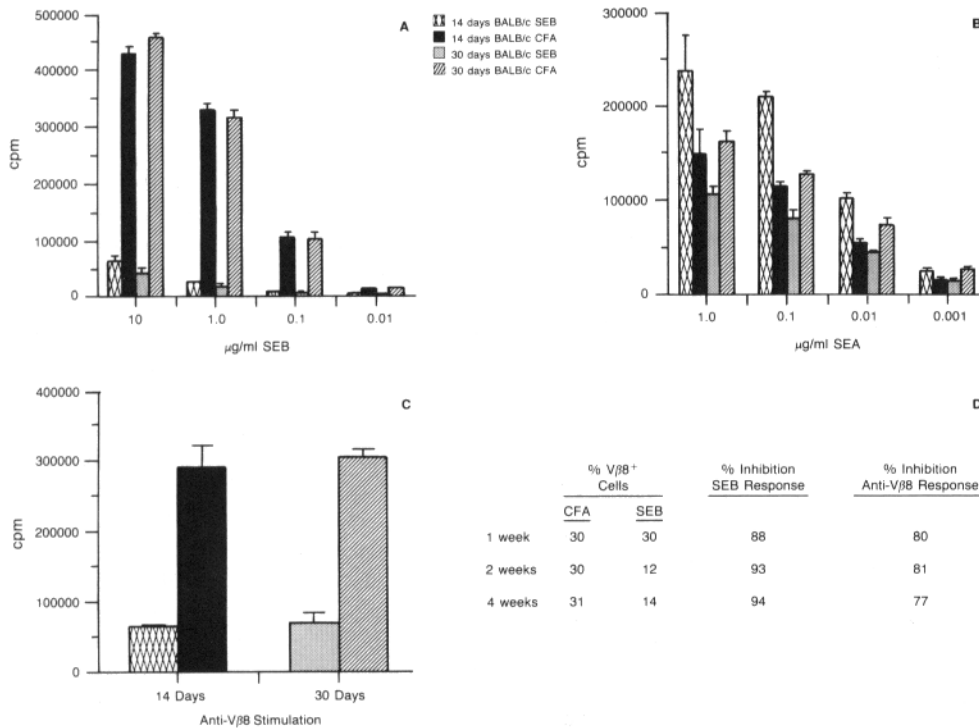 A
500000
400000
300000
200000
100000
0
cpm
10 1.0 0.1 0.01
µg/ml SEB
14 days BALB/c SEB
14 days BALB/c CFA
30 days BALB/c SEB
30 days BALB/c CFA
B
300000
200000
100000
0
cpm
1.0 0.1 0.01 0.001
µg/ml SEA
C
400000
300000
200000
100000
0
cpm
14 Days 30 Days
Anti-Vβ8 Stimulation
D
% Vβ8+ % Inhibition % Inhibition
Cells SEB Response Anti-Vβ8 Response
CFA SEB
1 week 30 30 88 80
2 weeks 30 12 93 81
4 weeks 31 14 94 77